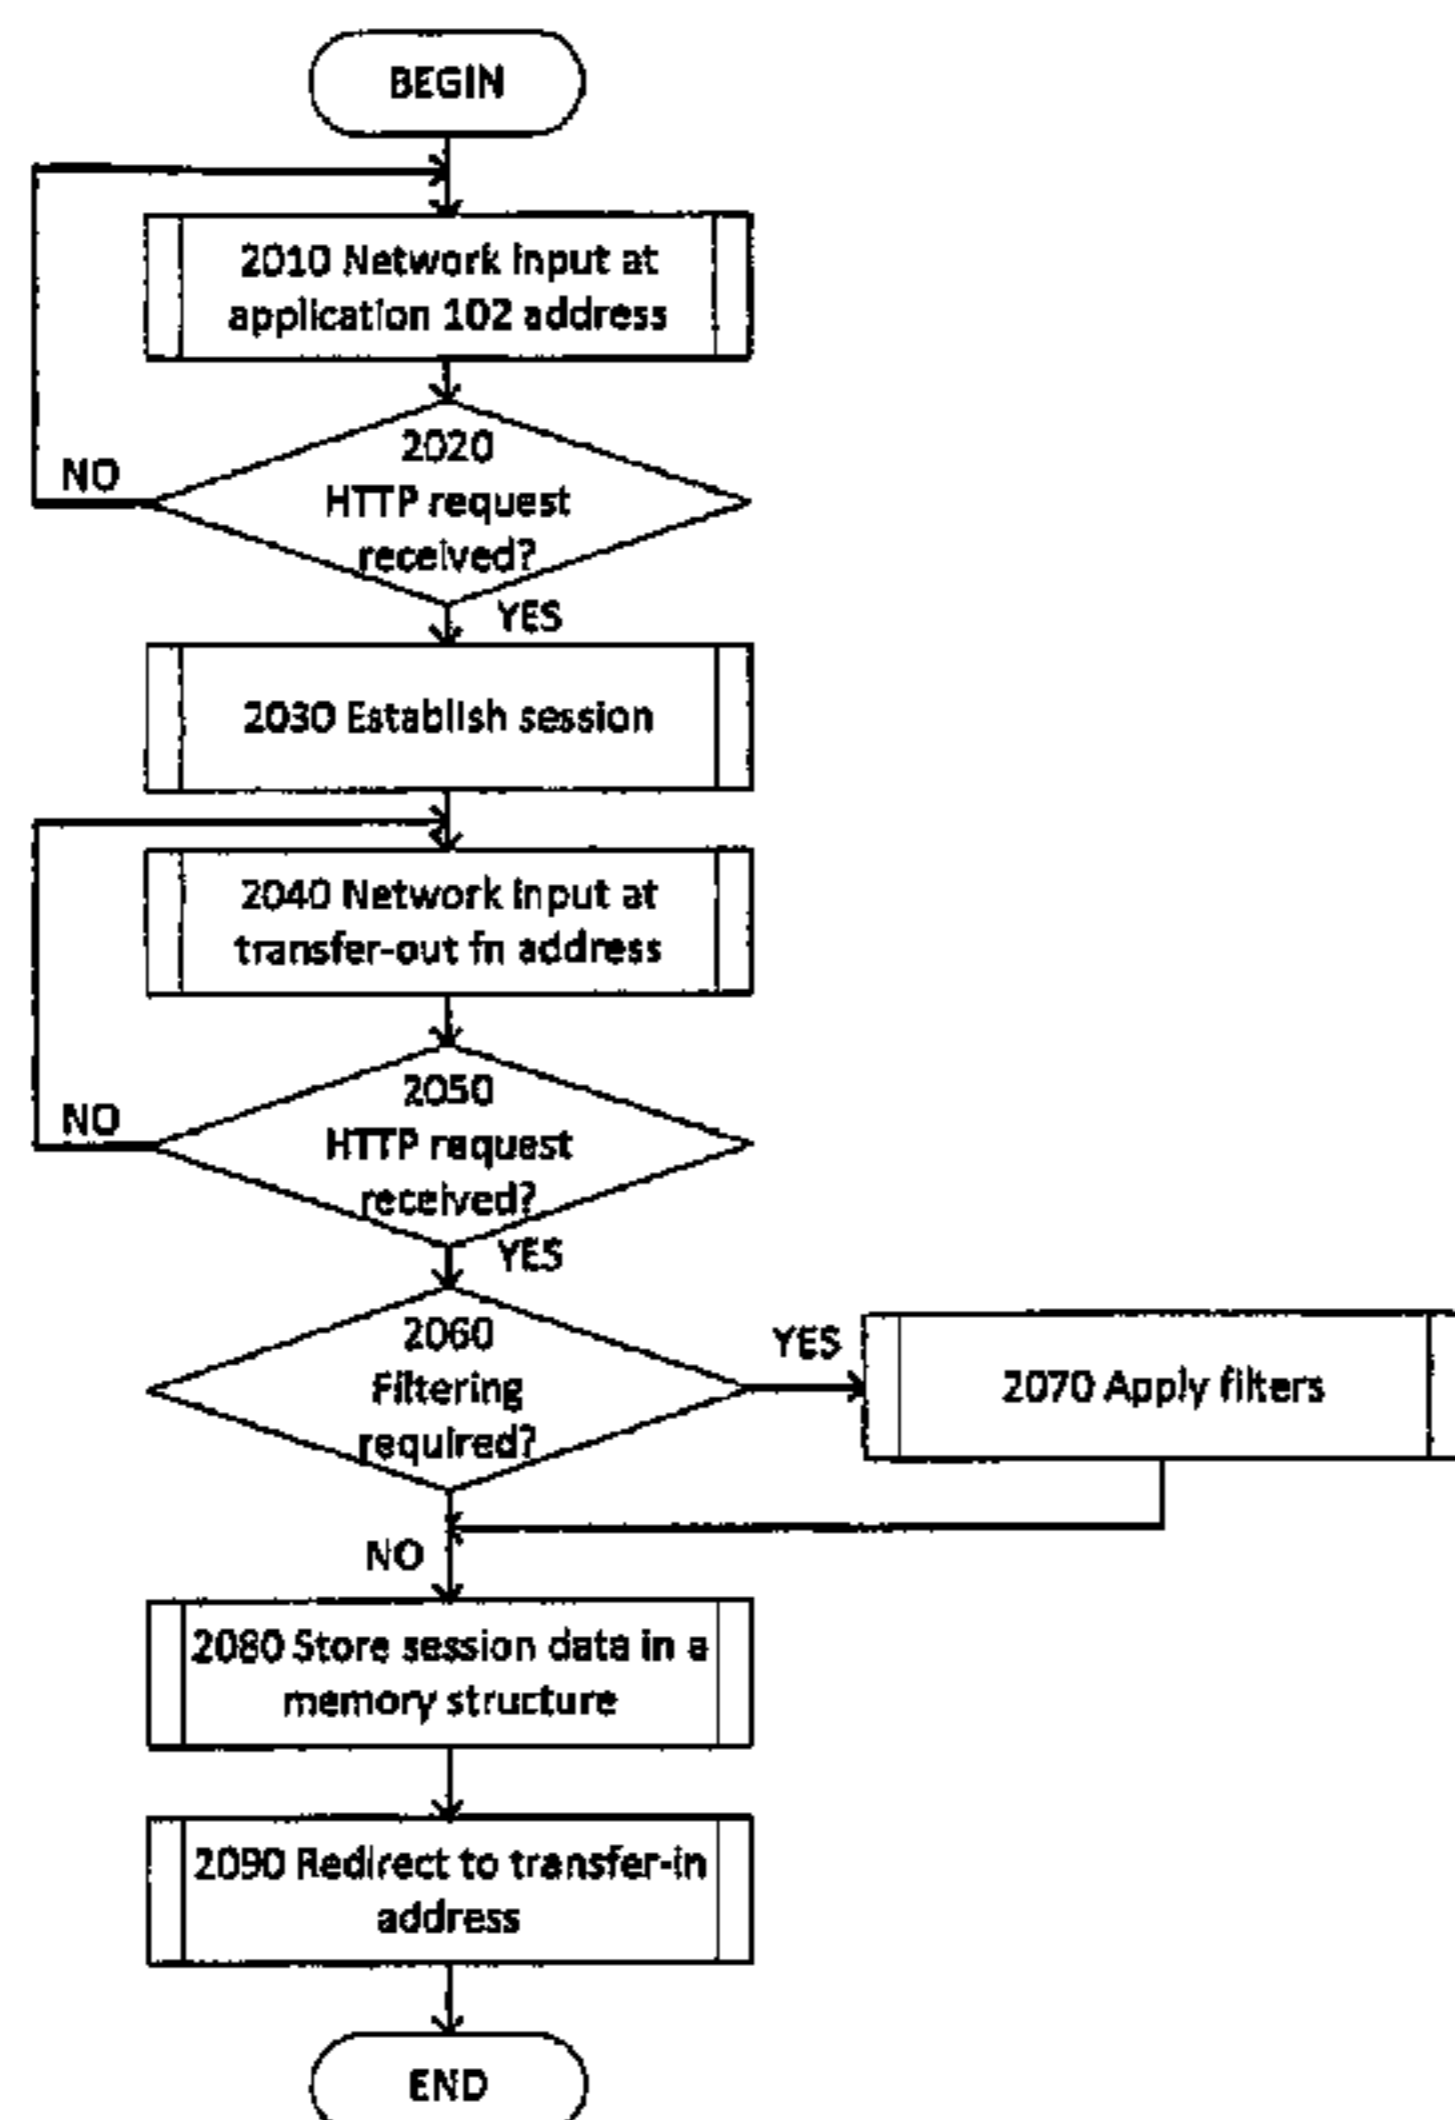 BEGIN
2010 Network input at
application 102 address
2020
HTTP request
received?
NO
YES
2030 Establish session
2040 Network input at
transfer-out fn address
2050
HTTP request
received?
NO
YES
2060
Filtering
required?
YES
2070 Apply filters
NO
2080 Store session data in a
memory structure
2090 Redirect to transfer-in
address
END